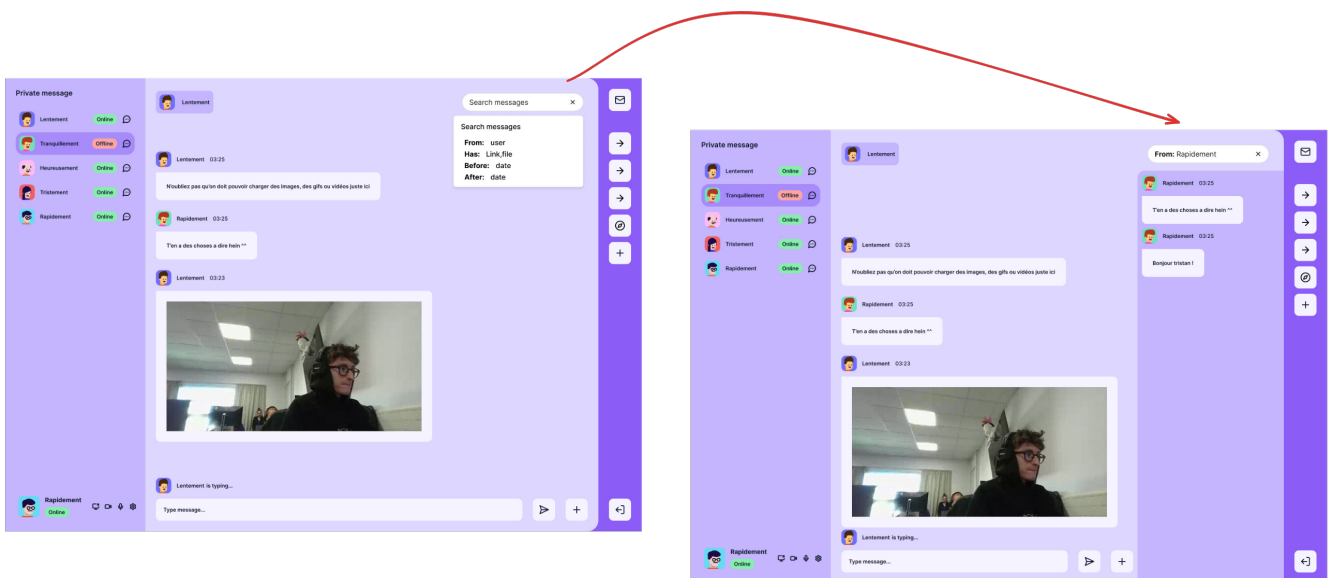 Private message
Lentement Online
Tranquillement Offline
Heureusement Online
Tristement Online
Rapidement Online
Rapidement
Online
Lentement
Search messages
Search messages
From: user
Has: Link,file
Before: date
After: date
Lentement 03:25
N'oubliez pas qu'on doit pouvoir charger des images, des gifs ou vidéos juste ici
Rapidement 03:25
T'en a des choses a dire hein ^^
Lentement 03:23
Lentement is typing...
Type message...
Private message
Lentement Online
Tranquillement Offline
Heureusement Online
Tristement Online
Rapidement Online
Rapidement
Online
Lentement
Lentement 03:25
N'oubliez pas qu'on doit pouvoir charger des images, des gifs ou vidéos juste ici
Rapidement 03:25
T'en a des choses a dire hein ^^
Lentement 03:23
Lentement is typing...
Type message...
From: Rapidement
Rapidement 03:25
T'en a des choses a dire hein ^^
Rapidement 03:25
Bonjour tristan !